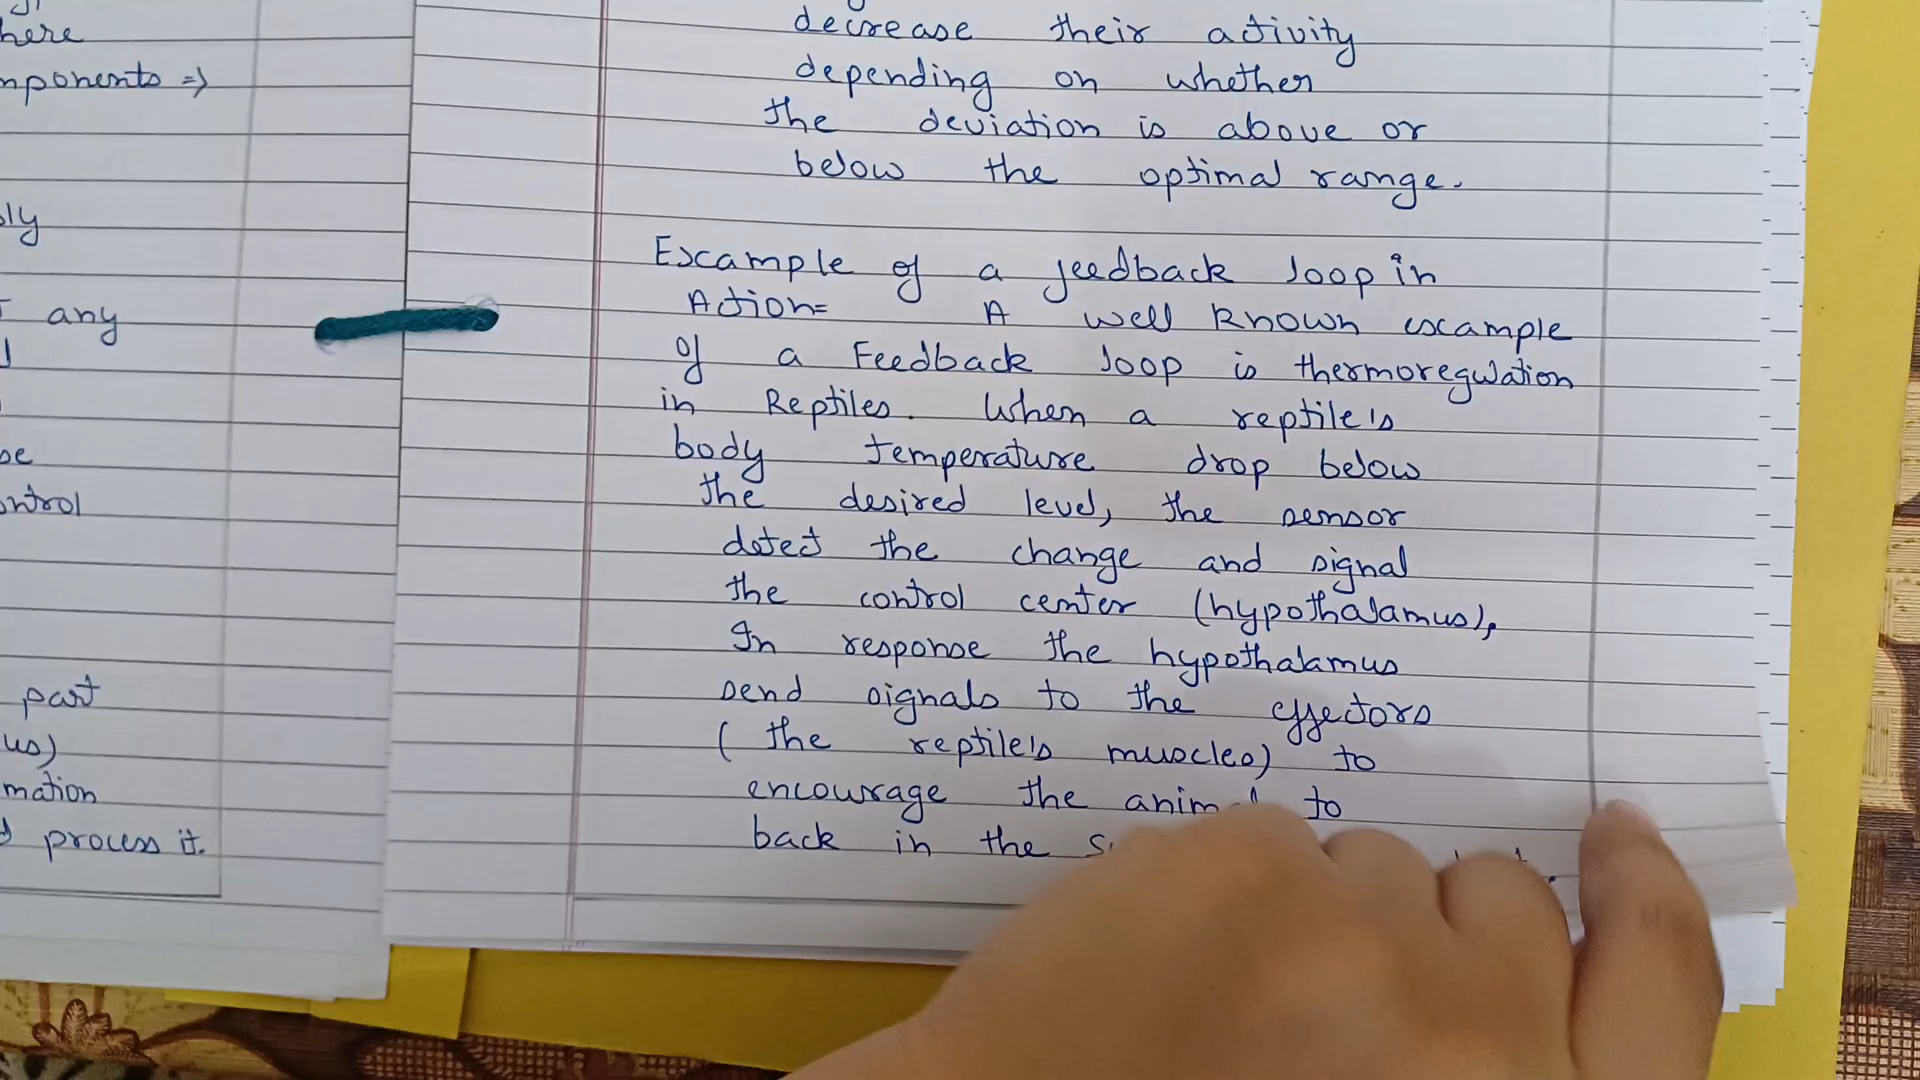 here
mponents ⇒
any
part
us)
mation
process it.
decrease their activity
depending on whether
the deviation is above or
below the optimal range.
Example of a feedback loop in
Action= A well known example
of a Feedback loop is thermoregulation
in Reptiles. When a reptile's
body temperature drop below
the desired level, the sensor
detect the change and signal
the control center (hypothalamus),
In response the hypothalamus
send signals to the effectors
( the reptile's muscles) to
encourage the to
back in the